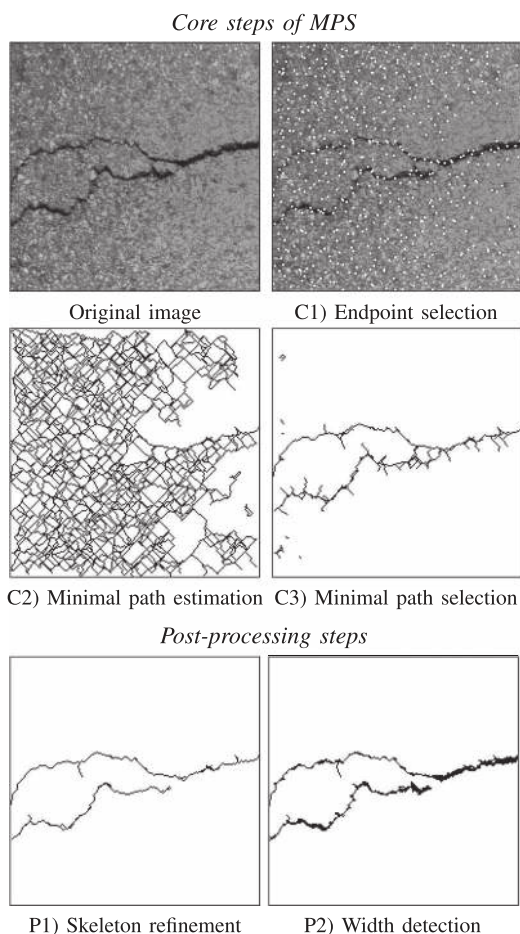 Core steps of MPS
Original image
C1) Endpoint selection
C2) Minimal path estimation
C3) Minimal path selection
Post-processing steps
P1) Skeleton refinement
P2) Width detection